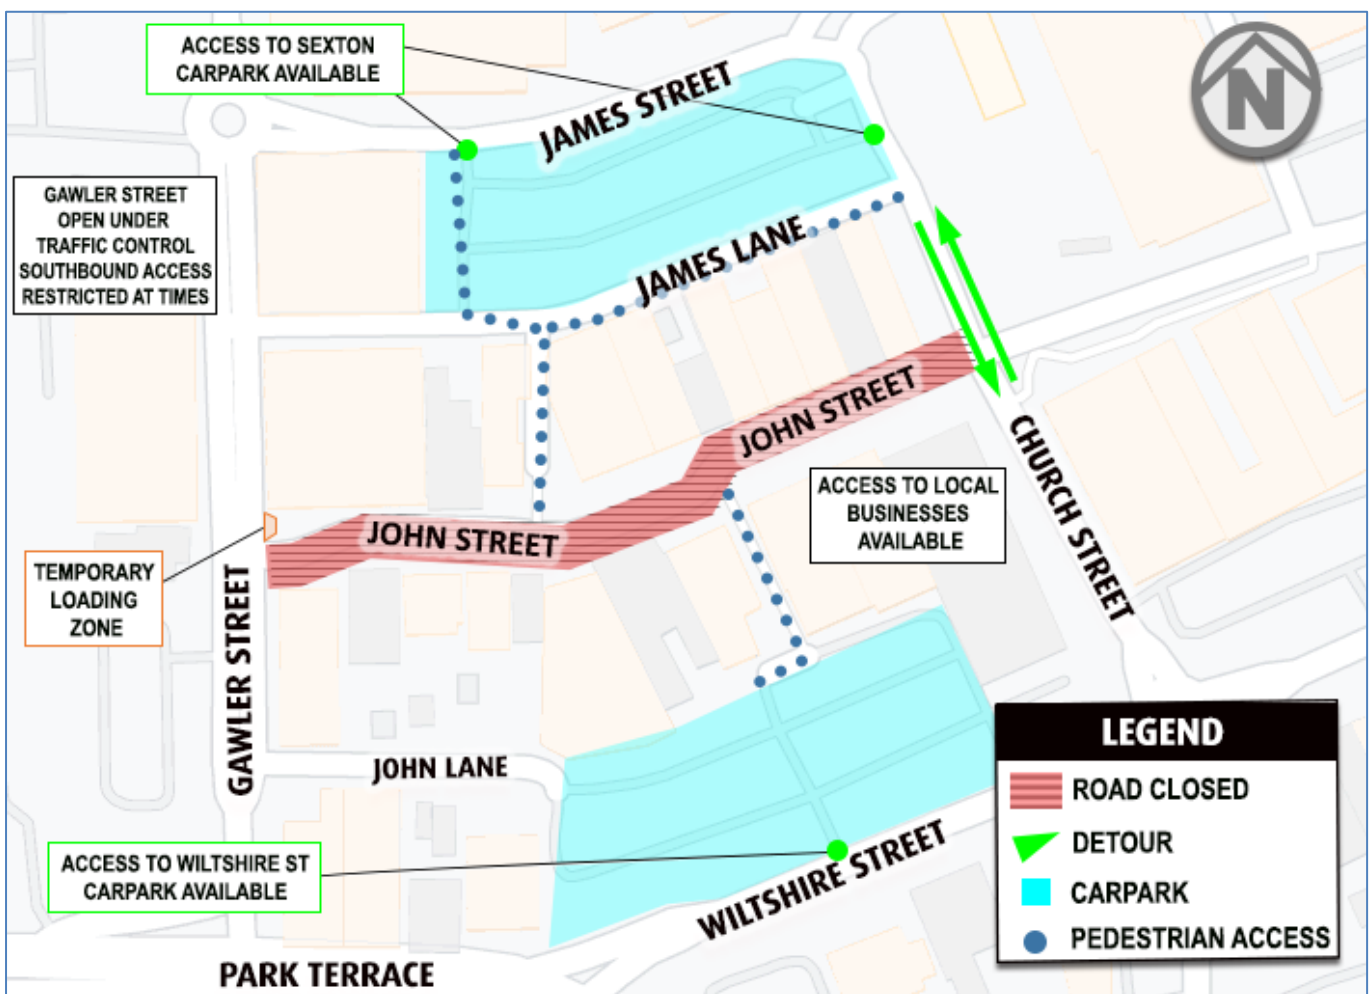 ACCESS TO SEXTON
CARPARK AVAILABLE
JAMES STREET
N
GAWLER STREET
OPEN UNDER
TRAFFIC CONTROL
SOUTHBOUND ACCESS
RESTRICTED AT TIMES
JAMES LANE
JOHN STREET
CHURCH STREET
ACCESS TO LOCAL
BUSINESSES
AVAILABLE
JOHN STREET
TEMPORARY
LOADING
ZONE
GAWLER STREET
JOHN LANE
ACCESS TO WILTSHIRE ST
CARPARK AVAILABLE
WILTSHIRE STREET
PARK TERRACE
LEGEND
ROAD CLOSED
DETOUR
CARPARK
PEDESTRIAN ACCESS